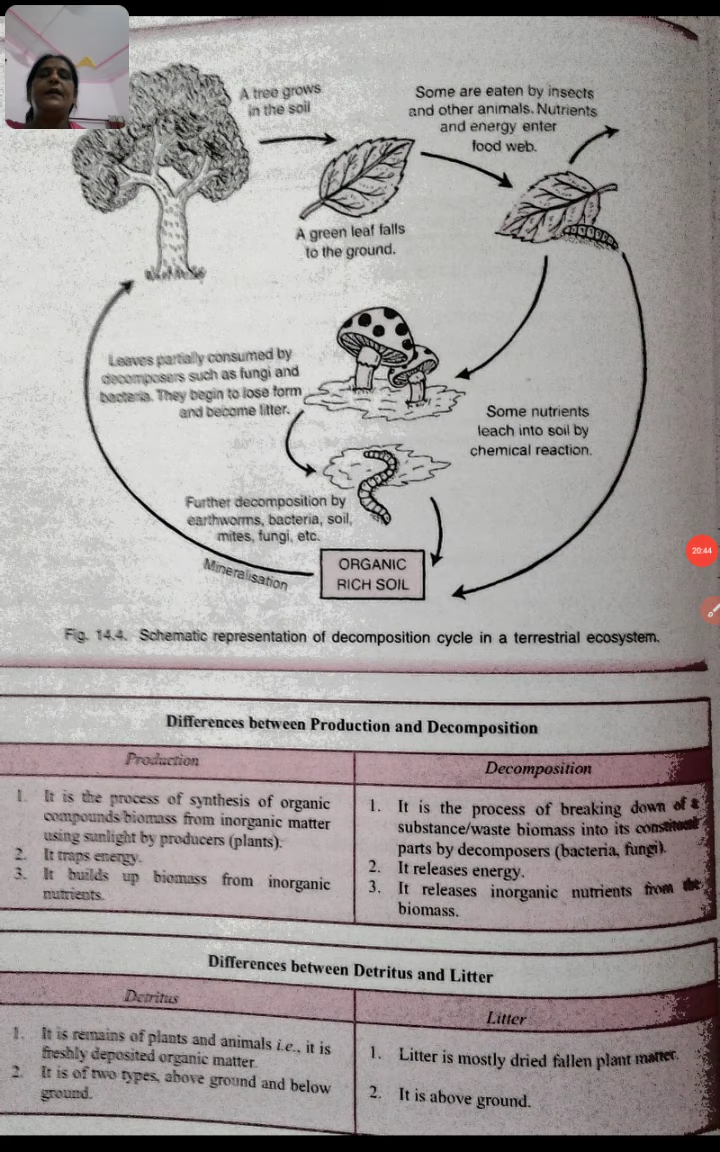 A tree grows
in the soil
Some are eaten by insects
and other animals. Nutrients
and energy enter
food web.
A green leaf falls
to the ground.
Leaves partially consumed by
decomposers such as fungi and
bacteria. They begin to lose form
and become litter.
Some nutrients
leach into soil by
chemical reaction.
Further decomposition by
earthworms, bacteria, soil,
mites, fungi, etc.
Mineralisation
ORGANIC
RICH SOIL
20:44
Fig. 14.4. Schematic representation of decomposition cycle in a terrestrial ecosystem.
Differences between Production and Decomposition
Production
1. It is the process of synthesis of organic
compounds/biomass from inorganic matter
using sunlight by producers (plants).
2. It traps energy.
3. It builds up biomass from inorganic
nutrients.
Decomposition
1. It is the process of breaking down of a
substance/waste biomass into its
parts by decomposers (bacteria, fungi).
2. It releases energy.
3. It releases inorganic nutrients from the
biomass.
Differences between Detritus and Litter
Detritus
1. It is remains of plants and animals i.e., it is
freshly deposited organic matter.
2. It is of two types, above ground and below
ground.
Litter
1. Litter is mostly dried fallen plant matter.
2. It is above ground.